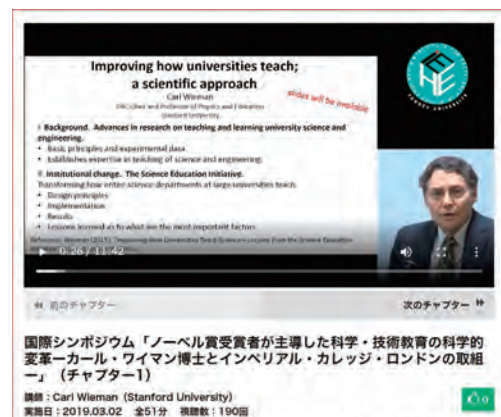 Improving how universities teach;
a scientific approach
Carl Wieman
Stanford University
slides will be available
I Background. Advances in research on teaching and learning university science and
engineering.
• Basic principles and experimental data
• Establishes expertise in teaching of science and engineering.
II Institutional change. The Science Education Initiative.
Transforming how entire science departments at large universities teach
• Design principles
• Implementation
• Results
• Lessons learned as to what are the most important factors
0:26 / 11:42
前のチャプター
次のチャプター
国際シンポジウム「ノーベル賞受賞者が主導した科学・技術教育の科学的
変革ーカール・ワイマン博士とインペリアル・カレッジ・ロンドンの取組
ー」（チャプター1）
講師：Carl Wieman（Stanford University）
実施日：2019.03.02 全51分 視聴数：190回
0